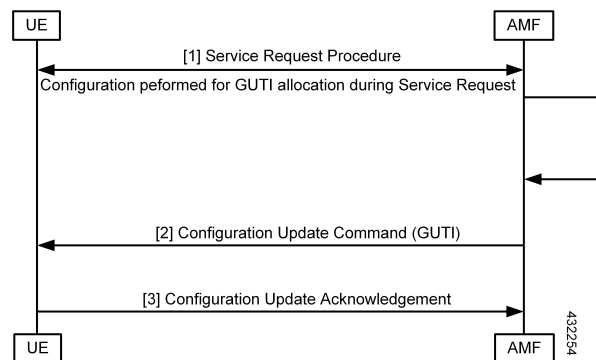 UE
AMF
[1] Service Request Procedure
Configuration peformed for GUTI allocation during Service Request
[2] Configuration Update Command (GUTI)
[3] Configuration Update Acknowledgement
UE
AMF
432254